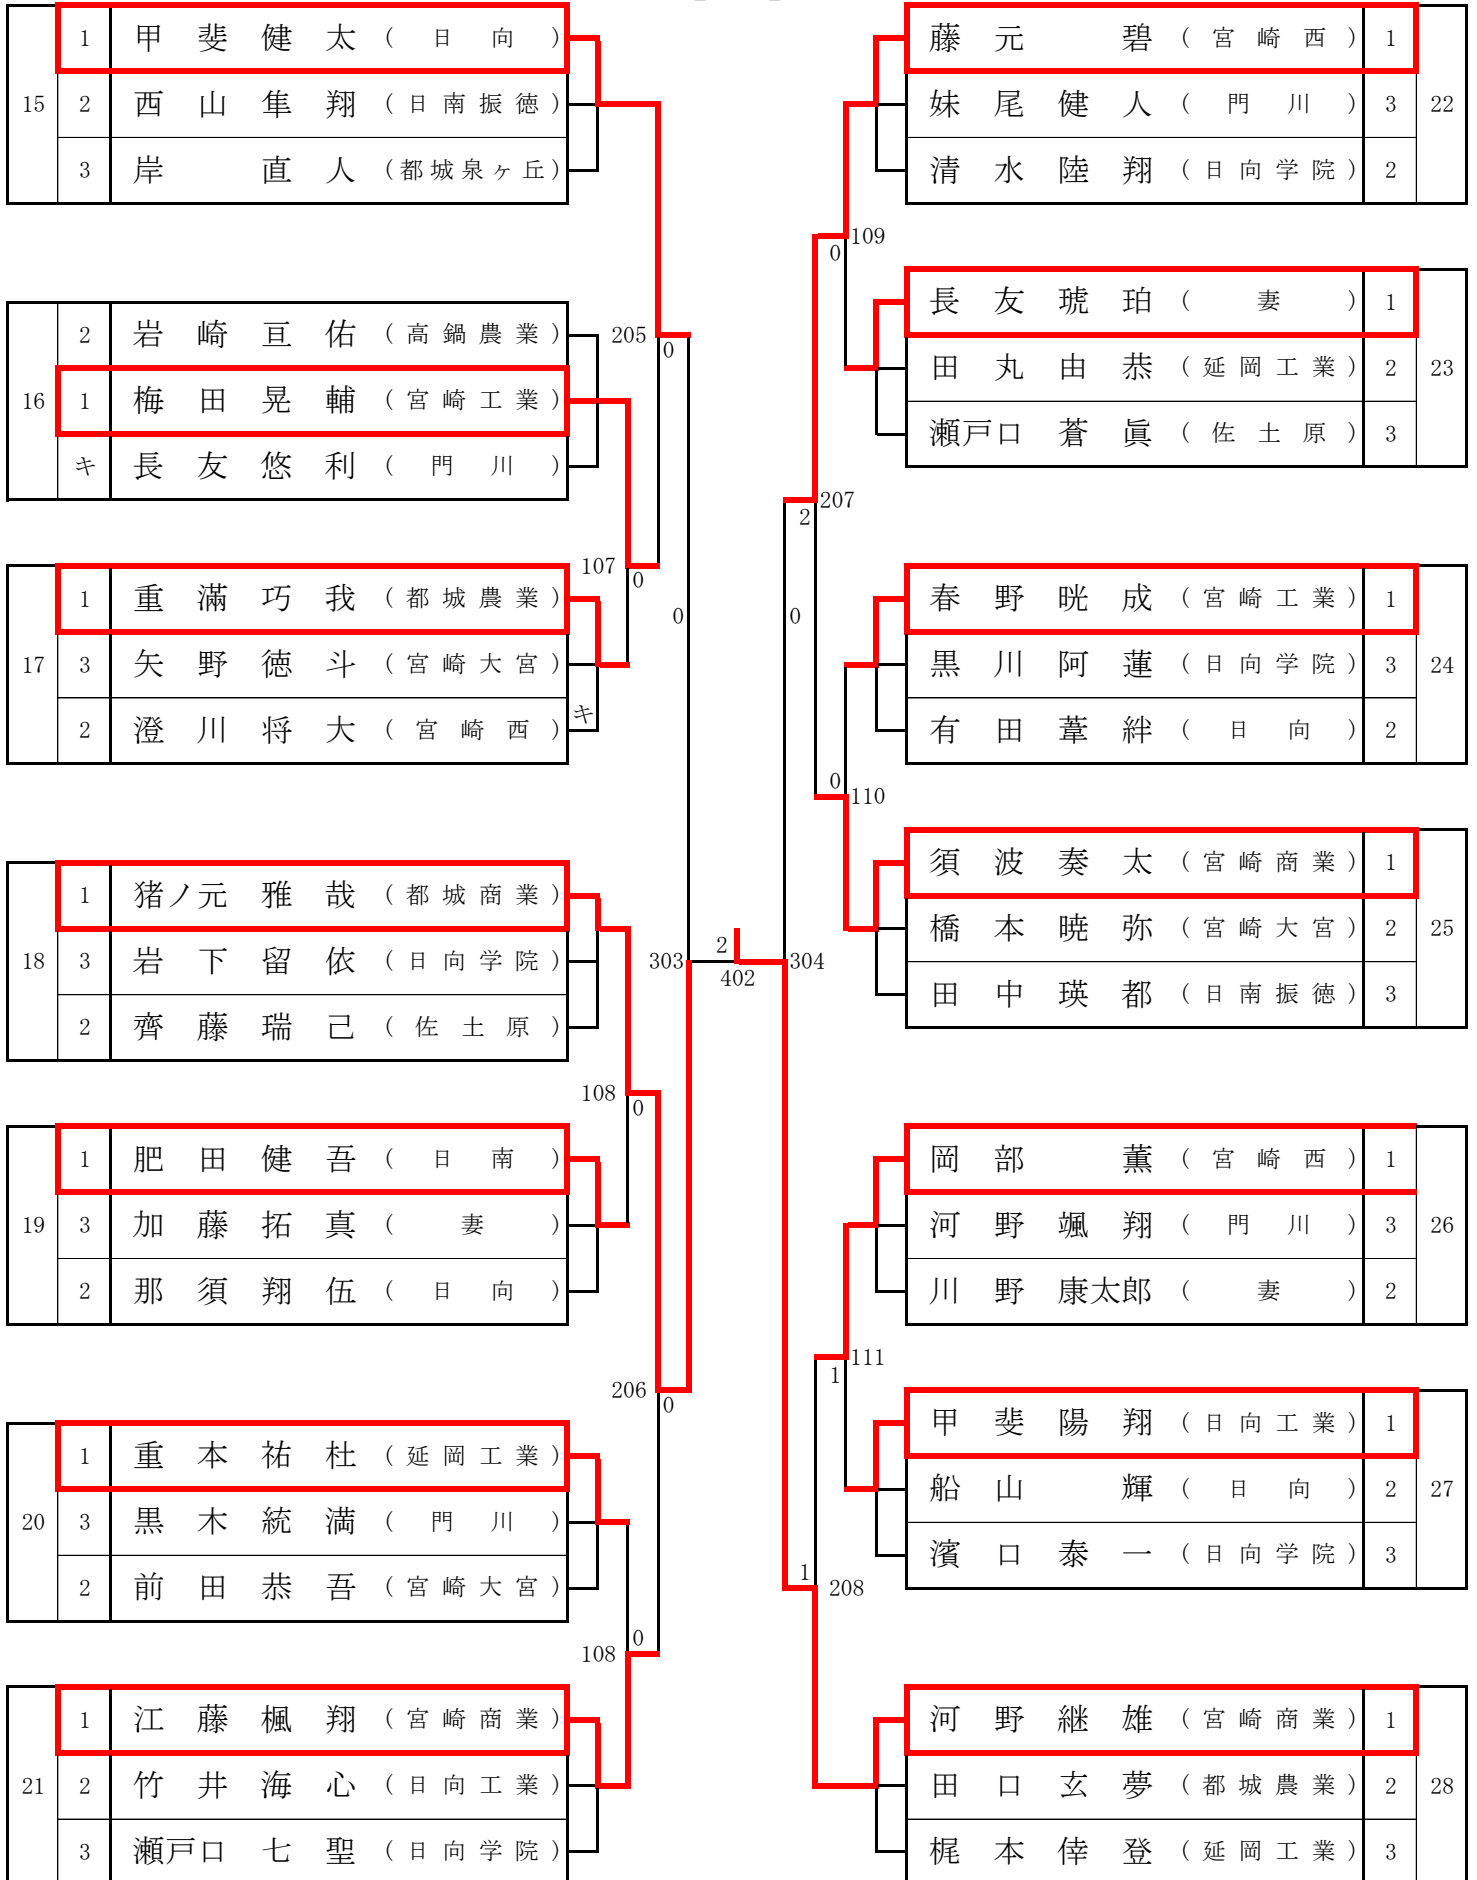 15
1 甲斐健太 (日向)
2 西山隼翔 (日南振徳)
3 岸直人 (都城泉ヶ丘)
16
2 岩崎亘佑 (高鍋農業)
1 梅田晃輔 (宮崎工業)
キ 長友悠利 (門川)
17
1 重満巧我 (都城農業)
3 矢野徳斗 (宮崎大宮)
2 澄川将大 (宮崎西) キ
18
1 猪ノ元雅哉 (都城商業)
3 岩下留依 (日向学院)
2 齊藤瑞己 (佐土原)
19
1 肥田健吾 (日南)
3 加藤拓真 (妻)
2 那須翔伍 (日向)
20
1 重本祐杜 (延岡工業)
3 黒木統満 (門川)
2 前田恭吾 (宮崎大宮)
21
1 江藤楓翔 (宮崎商業)
2 竹井海心 (日向工業)
3 瀬戸口七聖 (日向学院)
205
0
107
0
0
108
0
303
206
0
108
0
2
402
304
0
109
0
207
2
110
0
111
1
208
1
藤元碧 (宮崎西) 1
妹尾健人 (門川) 3
清水陸翔 (日向学院) 2
22
長友琥珀 (妻) 1
田丸由恭 (延岡工業) 2
瀬戸口蒼眞 (佐土原) 3
23
春野晄成 (宮崎工業) 1
黒川阿蓮 (日向学院) 3
有田葦絆 (日向) 2
24
須波奏太 (宮崎商業) 1
橋本暁弥 (宮崎大宮) 2
田中瑛都 (日南振徳) 3
25
岡部薫 (宮崎西) 1
河野颯翔 (門川) 3
川野康太郎 (妻) 2
26
甲斐陽翔 (日向工業) 1
船山輝 (日向) 2
濱口泰一 (日向学院) 3
27
河野継雄 (宮崎商業) 1
田口玄夢 (都城農業) 2
梶本倖登 (延岡工業) 3
28